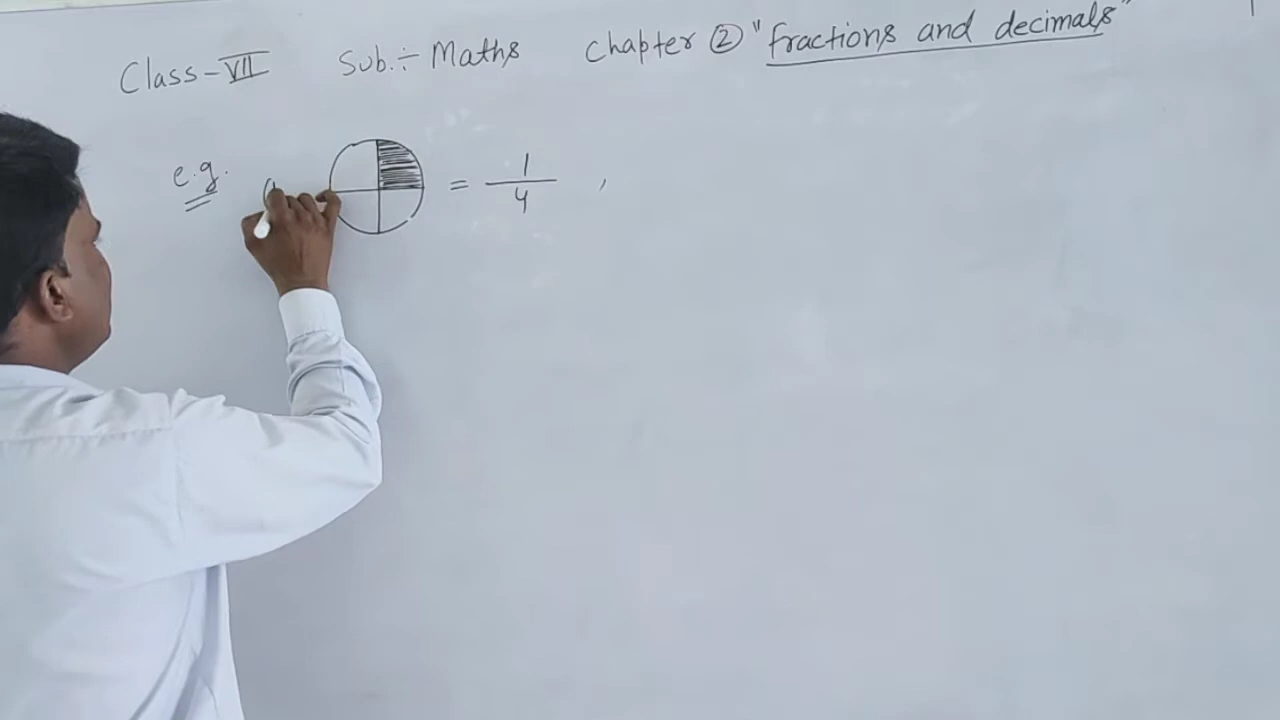 Class-VII Sub.÷ Maths Chapter ② "fractions and decimals"
e.g. = 1/4 ,